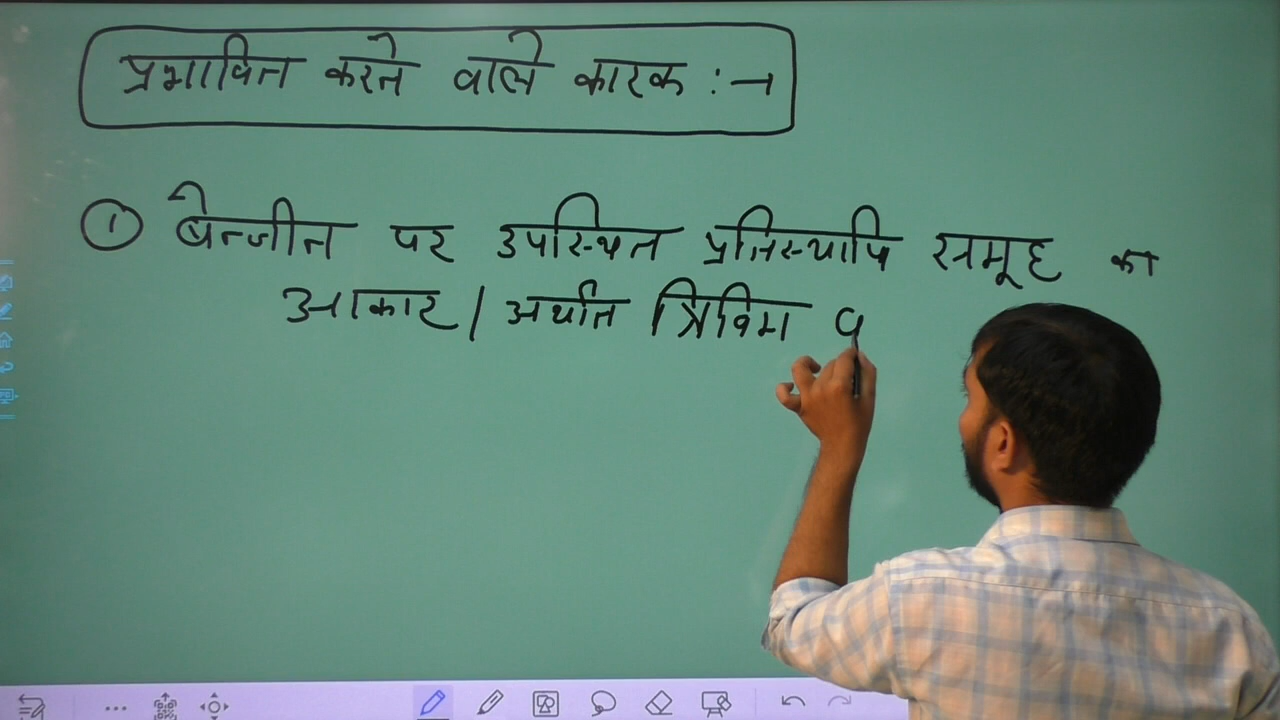 प्रभावित करने वाले कारक :→
① बेन्जीन पर उपस्थित प्रतिस्थापि समूह का
आकार / अर्थात त्रिविम